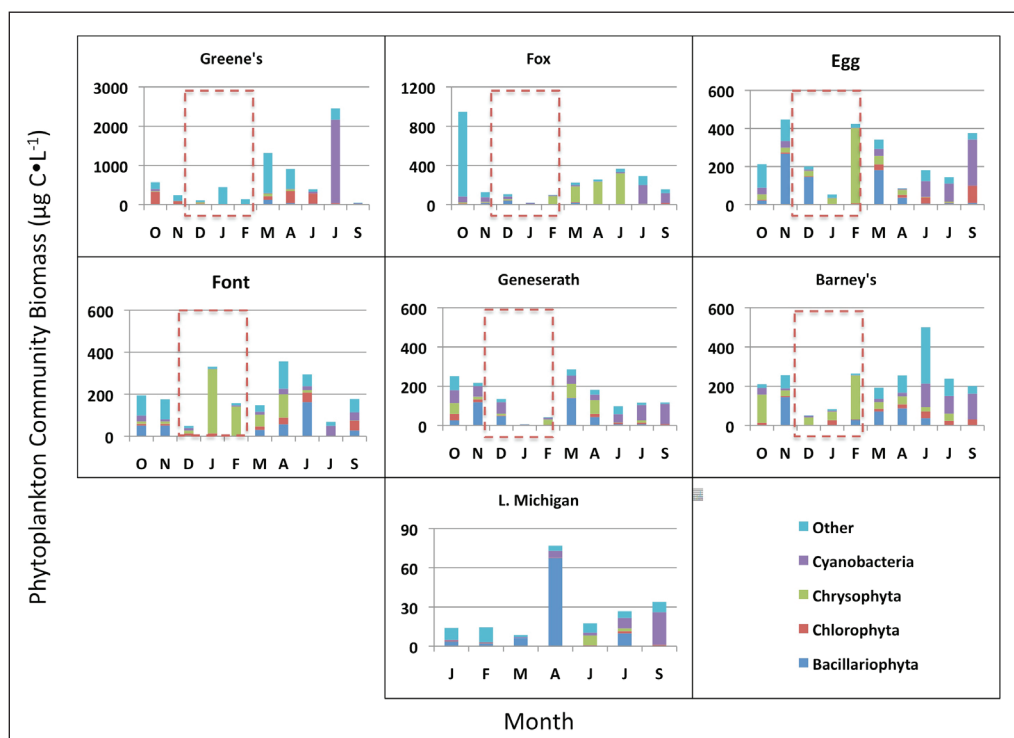 Phytoplankton Community Biomass (µg C•L-1)
Greene's
3000
2000
1000
0
O N D J F M A J J S
Fox
1200
800
400
0
O N D J F M A J J S
Egg
600
400
200
0
O N D J F M A J J S
Font
600
400
200
0
O N D J F M A J J S
Geneserath
600
400
200
0
O N D J F M A J J S
Barney's
600
400
200
0
O N D J F M A J J S
L. Michigan
90
60
30
0
J F M A J J S
Other
Cyanobacteria
Chrysophyta
Chlorophyta
Bacillariophyta
Month